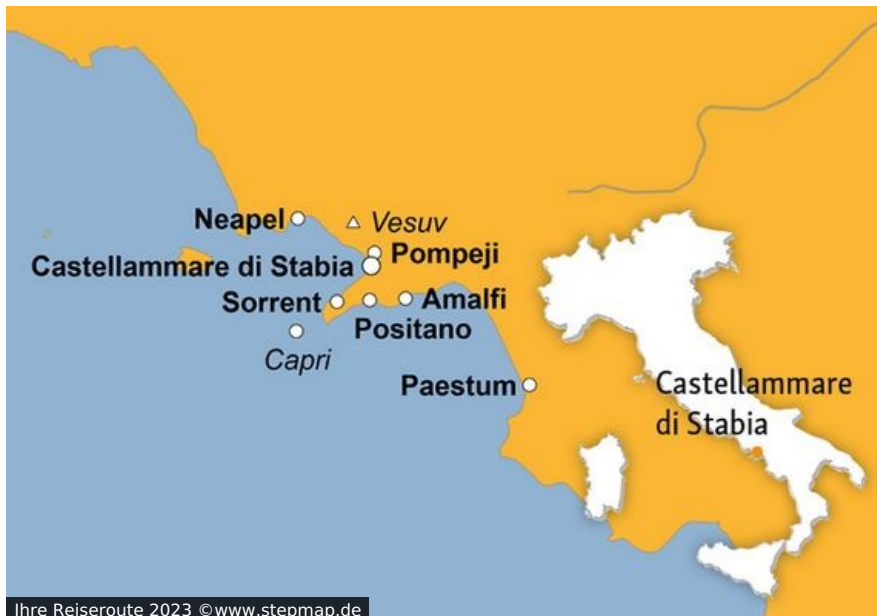 Neapel
Vesuv
Pompeji
Castellammare di Stabia
Sorrent
Amalfi
Positano
Capri
Paestum
Castellammare
di Stabia
Ihre Reiseroute 2023 ©www.stepmap.de